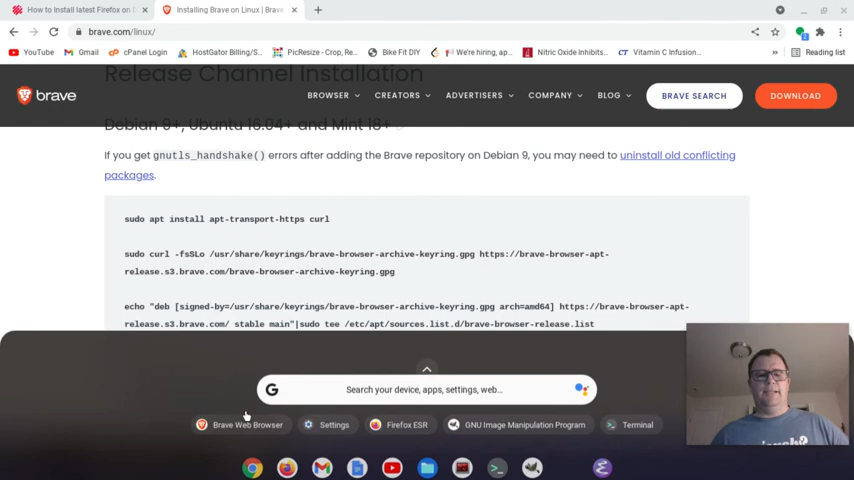 How to Install latest Firefox on D
Installing Brave on Linux | Brave
brave.com/linux/
YouTube
Gmail
cPanel Login
HostGator Billing/S...
PicResize - Crop, Re...
Bike Fit DIY
We're hiring, ap...
Nitric Oxide Inhibits...
CT Vitamin C Infusion...
»
Reading list
Release Channel Installation
brave
BROWSER
CREATORS
ADVERTISERS
COMPANY
BLOG
BRAVE SEARCH
DOWNLOAD
Debian 9+, Ubuntu 16.04+ and Mint 18+
If you get gnutls_handshake() errors after adding the Brave repository on Debian 9, you may need to uninstall old conflicting
packages.
sudo apt install apt-transport-https curl
sudo curl -fsSLo /usr/share/keyrings/brave-browser-archive-keyring.gpg https://brave-browser-apt-
release.s3.brave.com/brave-browser-archive-keyring.gpg
echo "deb [signed-by=/usr/share/keyrings/brave-browser-archive-keyring.gpg arch=amd64] https://brave-browser-apt-
release.s3.brave.com/ stable main"|sudo tee /etc/apt/sources.list.d/brave-browser-release.list
Search your device, apps, settings, web...
Brave Web Browser
Settings
Firefox ESR
GNU Image Manipulation Program
Terminal